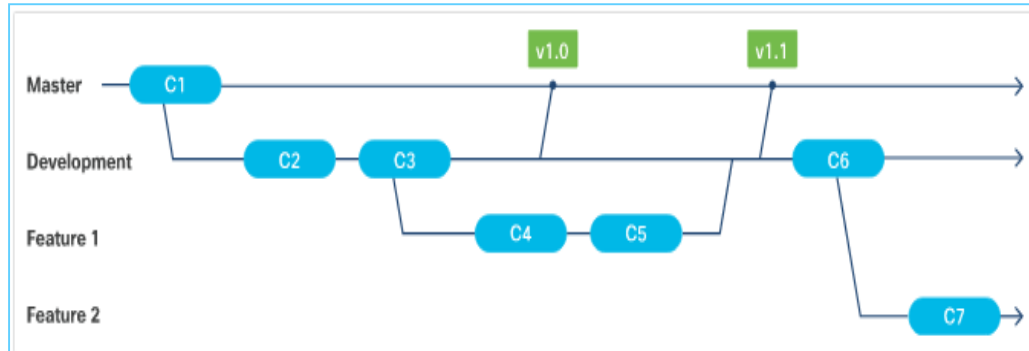 v1.0 v1.1
Master C1
Development C2 C3 C6
Feature 1 C4 C5
Feature 2 C7